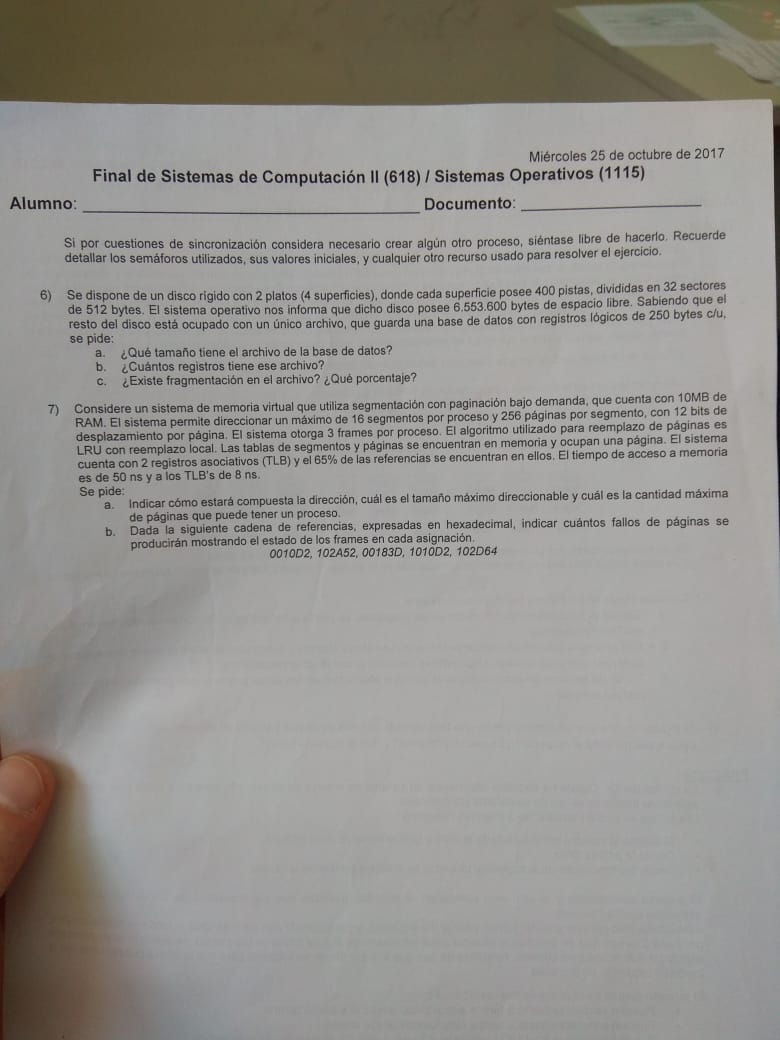 Miércoles 25 de octubre de 2017
Final de Sistemas de Computación II (618) / Sistemas Operativos (1115)
Alumno: ____________ Documento: ____________
Si por cuestiones de sincronización considera necesario crear algún otro proceso, siéntase libre de hacerlo. Recuerde
detallar los semáforos utilizados, sus valores iniciales, y cualquier otro recurso usado para resolver el ejercicio.
6) Se dispone de un disco rígido con 2 platos (4 superficies), donde cada superficie posee 400 pistas, divididas en 32 sectores
de 512 bytes. El sistema operativo nos informa que dicho disco posee 6.553.600 bytes de espacio libre. Sabiendo que el
resto del disco está ocupado con un único archivo, que guarda una base de datos con registros lógicos de 250 bytes c/u,
se pide:
a. ¿Qué tamaño tiene el archivo de la base de datos?
b. ¿Cuántos registros tiene ese archivo?
c. ¿Existe fragmentación en el archivo? ¿Qué porcentaje?
7) Considere un sistema de memoria virtual que utiliza segmentación con paginación bajo demanda, que cuenta con 10MB de
RAM. El sistema permite direccionar un máximo de 16 segmentos por proceso y 256 páginas por segmento, con 12 bits de
desplazamiento por página. El sistema otorga 3 frames por proceso. El algoritmo utilizado para reemplazo de páginas es
LRU con reemplazo local. Las tablas de segmentos y páginas se encuentran en memoria y ocupan una página. El sistema
cuenta con 2 registros asociativos (TLB) y el 65% de las referencias se encuentran en ellos. El tiempo de acceso a memoria
es de 50 ns y a los TLB's de 8 ns.
Se pide:
a. Indicar cómo estará compuesta la dirección, cuál es el tamaño máximo direccionable y cuál es la cantidad máxima
de páginas que puede tener un proceso.
b. Dada la siguiente cadena de referencias, expresadas en hexadecimal, indicar cuántos fallos de páginas se
producirán mostrando el estado de los frames en cada asignación.
0010D2, 102A52, 00183D, 1010D2, 102D64